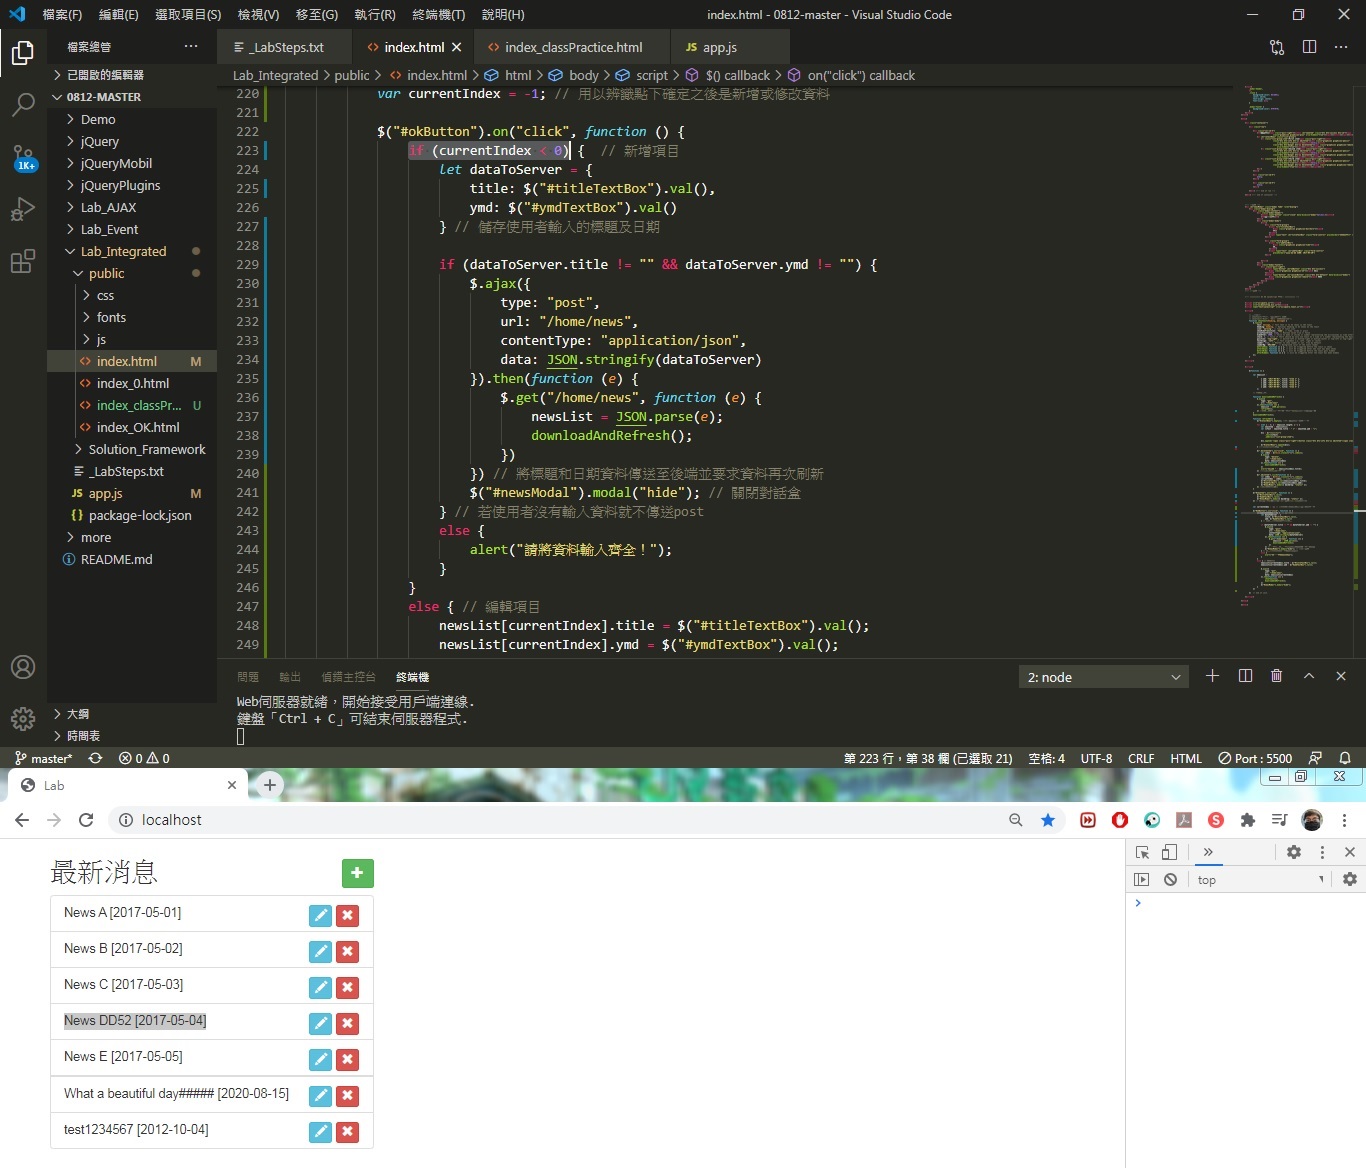 檔案(F) 編輯(E) 選取項目(S) 檢視(V) 移至(G) 執行(R) 終端機(T) 說明(H) index.html - 0812-master - Visual Studio Code
檔案總管 ···
_LabSteps.txt index.html index_classPractice.html JS app.js
已開啟的編輯器
0812-MASTER
Demo
jQuery
jQueryMobil
jQueryPlugins
Lab_AJAX
Lab_Event
Lab_Integrated
public
css
fonts
js
index.html M
index_0.html
index_classPr... U
index_OK.html
Solution_Framework
_LabSteps.txt
JS app.js M
package-lock.json
more
README.md
大綱
時間表
1K+
Lab_Integrated > public > index.html > html > body > script > $() callback > on("click") callback
220 var currentIndex = -1; // 用以辨識點下確定之後是新增或修改資料
221
222 $("#okButton").on("click", function () {
223 if (currentIndex < 0) { // 新增項目
224 let dataToServer = {
225 title: $("#titleTextBox").val(),
226 ymd: $("#ymdTextBox").val()
227 } // 儲存使用者輸入的標題及日期
228
229 if (dataToServer.title != "" && dataToServer.ymd != "") {
230 $.ajax({
231 type: "post",
232 url: "/home/news",
233 contentType: "application/json",
234 data: JSON.stringify(dataToServer)
235 }).then(function (e) {
236 $.get("/home/news", function (e) {
237 newsList = JSON.parse(e);
238 downloadAndRefresh();
239 })
240 }) // 將標題和日期資料傳送至後端並要求資料再次刷新
241 $("#newsModal").modal("hide"); // 關閉對話盒
242 } // 若使用者沒有輸入資料就不傳送post
243 else {
244 alert("請將資料輸入齊全！");
245 }
246 }
247 else { // 編輯項目
248 newsList[currentIndex].title = $("#titleTextBox").val();
249 newsList[currentIndex].ymd = $("#ymdTextBox").val();
問題 輸出 偵錯主控台 終端機 2: node
Web伺服器就緒，開始接受用戶端連線.
鍵盤「Ctrl + C」可結束伺服器程式.
master* 0 0 第 223 行，第 38 欄 (已選取 21) 空格: 4 UTF-8 CRLF HTML Port : 5500
Lab
localhost
top
最新消息
News A [2017-05-01]
News B [2017-05-02]
News C [2017-05-03]
News DD52 [2017-05-04]
News E [2017-05-05]
What a beautiful day##### [2020-08-15]
test1234567 [2012-10-04]